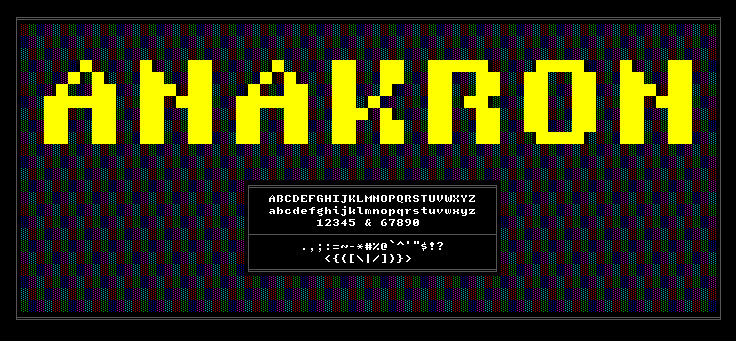 ANAKRON
ABCDEFGHIJKLMNOPQRSTUVWXYZ
abcdefghijklmnopqrstuvwxyz
12345 & 67890
.,;:=~-*#%@`^'"$!?
<{([\|/])}>